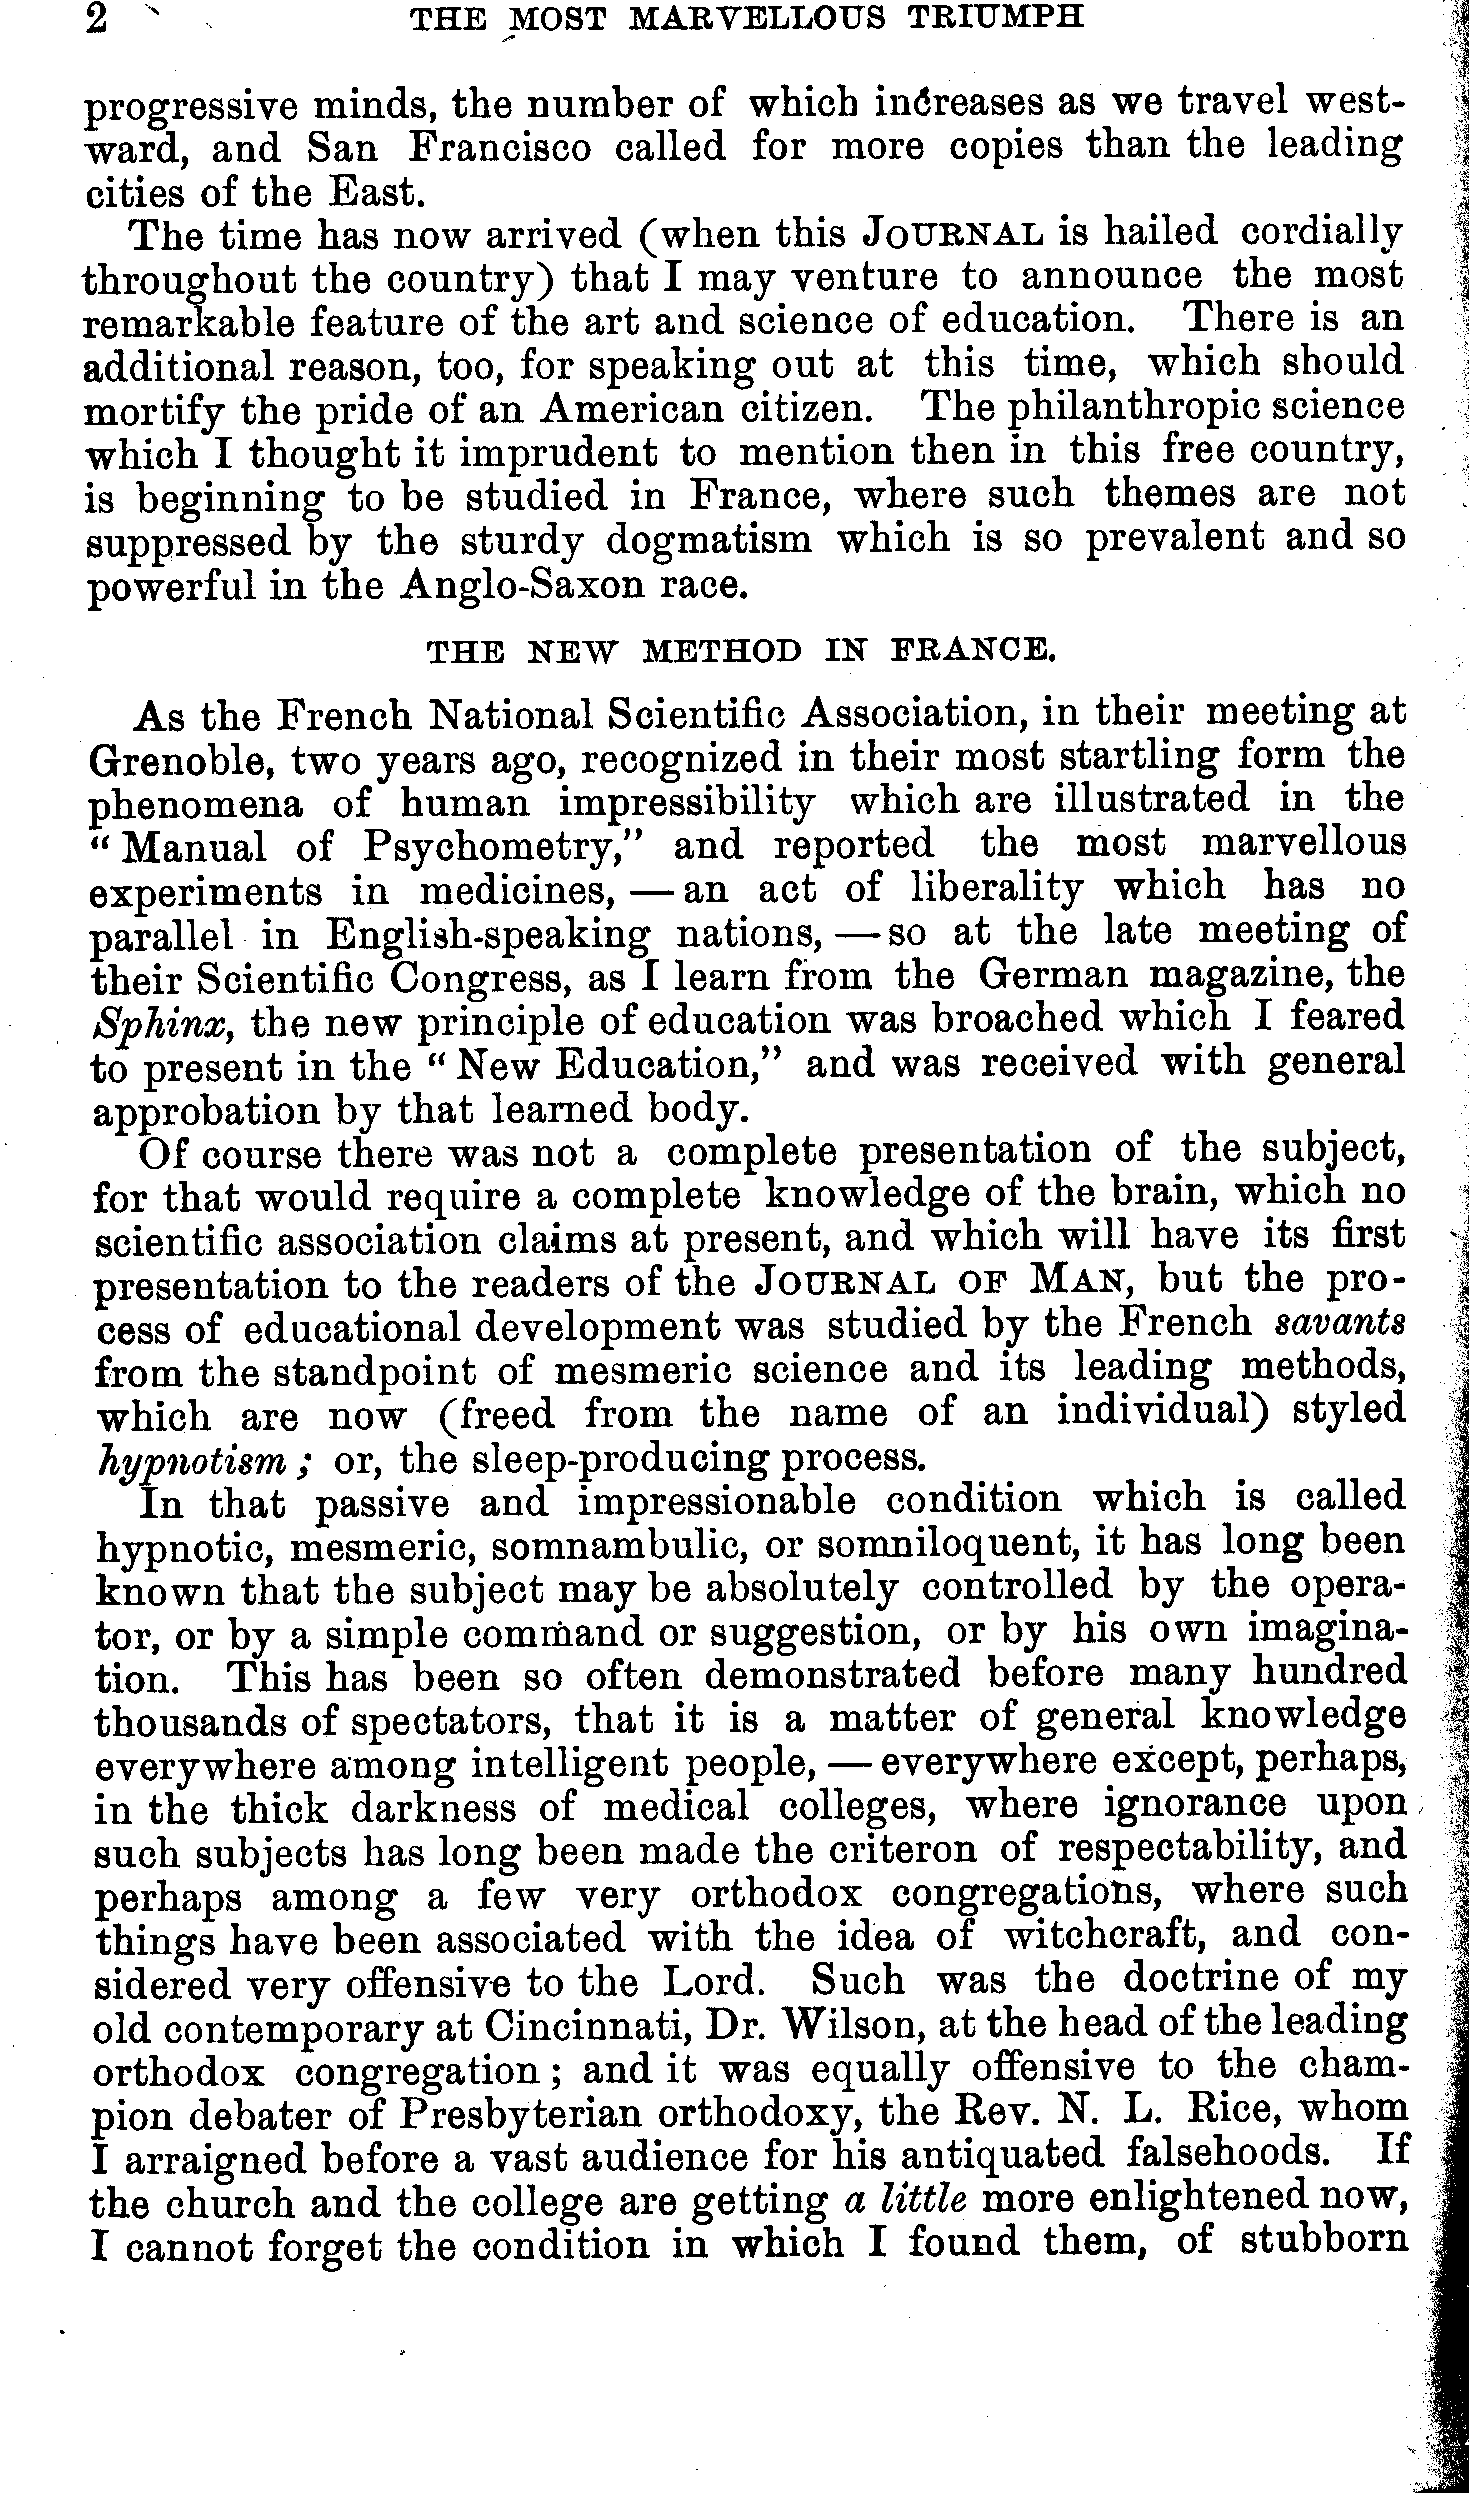 2 THE MOST MARVELLOUS TRIUMPH
progressive minds, the number of which increases as we travel west-
ward, and San Francisco called for more copies than the leading
cities of the East.
The time has now arrived (when this JOURNAL is hailed cordially
throughout the country) that I may venture to announce the most
remarkable feature of the art and science of education. There is an
additional reason, too, for speaking out at this time, which should
mortify the pride of an American citizen. The philanthropic science
which I thought it imprudent to mention then in this free country,
is beginning to be studied in France, where such themes are not
suppressed by the sturdy dogmatism which is so prevalent and so
powerful in the Anglo-Saxon race.
THE NEW METHOD IN FRANCE.
As the French National Scientific Association, in their meeting at
Grenoble, two years ago, recognized in their most startling form the
phenomena of human impressibility which are illustrated in the
“Manual of Psychometry,” and reported the most marvellous
experiments in medicines, — an act of liberality which has no
parallel in English-speaking nations, — so at the late meeting of
their Scientific Congress, as I learn from the German magazine, the
Sphinx, the new principle of education was broached which I feared
to present in the “New Education,” and was received with general
approbation by that learned body.
Of course there was not a complete presentation of the subject,
for that would require a complete knowledge of the brain, which no
scientific association claims at present, and which will have its first
presentation to the readers of the JOURNAL OF MAN, but the pro-
cess of educational development was studied by the French savants
from the standpoint of mesmeric science and its leading methods,
which are now (freed from the name of an individual) styled
hypnotism; or, the sleep-producing process.
In that passive and impressionable condition which is called
hypnotic, mesmeric, somnambulic, or somniloquent, it has long been
known that the subject may be absolutely controlled by the opera-
tor, or by a simple command or suggestion, or by his own imagina-
tion. This has been so often demonstrated before many hundred
thousands of spectators, that it is a matter of general knowledge
everywhere among intelligent people, — everywhere except, perhaps,
in the thick darkness of medical colleges, where ignorance upon
such subjects has long been made the criteron of respectability, and
perhaps among a few very orthodox congregations, where such
things have been associated with the idea of witchcraft, and con-
sidered very offensive to the Lord. Such was the doctrine of my
old contemporary at Cincinnati, Dr. Wilson, at the head of the leading
orthodox congregation; and it was equally offensive to the cham-
pion debater of Presbyterian orthodoxy, the Rev. N. L. Rice, whom
I arraigned before a vast audience for his antiquated falsehoods. If
the church and the college are getting a little more enlightened now,
I cannot forget the condition in which I found them, of stubborn